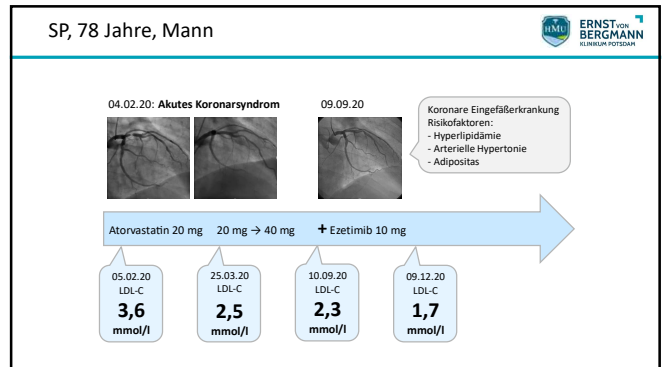 SP, 78 Jahre, Mann
HMU
ERNST VON
BERGMANN
KLINIKUM POTSDAM
04.02.20: Akutes Koronarsyndrom
09.09.20
Koronare Eingefäßerkrankung
Risikofaktoren:
- Hyperlipidämie
- Arterielle Hypertonie
- Adipositas
Atorvastatin 20 mg
20 mg → 40 mg
+ Ezetimib 10 mg
05.02.20
LDL-C
3,6
mmol/l
25.03.20
LDL-C
2,5
mmol/l
10.09.20
LDL-C
2,3
mmol/l
09.12.20
LDL-C
1,7
mmol/l